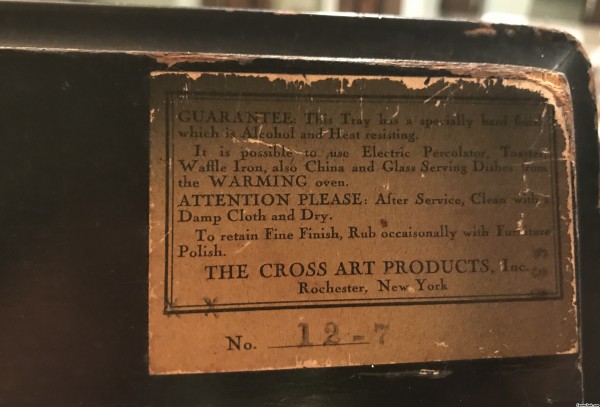 GUARANTEE: This Tray has a specially hard
which is Alcohol and Heat resisting.
It is possible to use Electric Percolator, Toaster,
Waffle Iron, also China and Glass Serving Dishes from
the WARMING oven.
ATTENTION PLEASE: After Service, Clean with a
Damp Cloth and Dry.
To retain Fine Finish, Rub occaisonally with Furniture
Polish.
THE CROSS ART PRODUCTS, Inc.
Rochester, New York
X X
No. 12-7